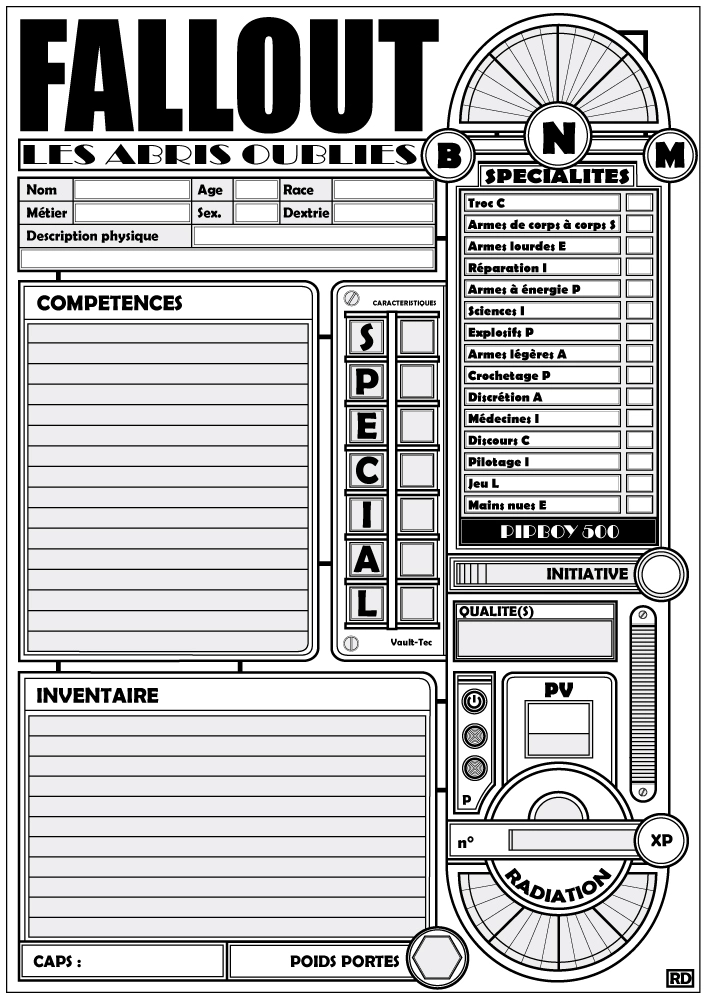 FALLOUT
LES ABRIS OUBLIES
B N M
Nom Age Race
Métier Sex. Dextrie
Description physique
SPECIALITES
Troc C
Armes de corps à corps S
Armes lourdes E
Réparation I
Armes à énergie P
Sciences I
Explosifs P
Armes légères A
Crochetage P
Discrétion A
Médecines I
Discours C
Pilotage I
Jeu L
Mains nues E
PIPBOY 500
COMPETENCES
CARACTERISTIQUES
S
P
E
C
I
A
L
Vault-Tec
INITIATIVE
QUALITE(S)
INVENTAIRE
PV
P
n° XP
RADIATION
CAPS : POIDS PORTES
RD